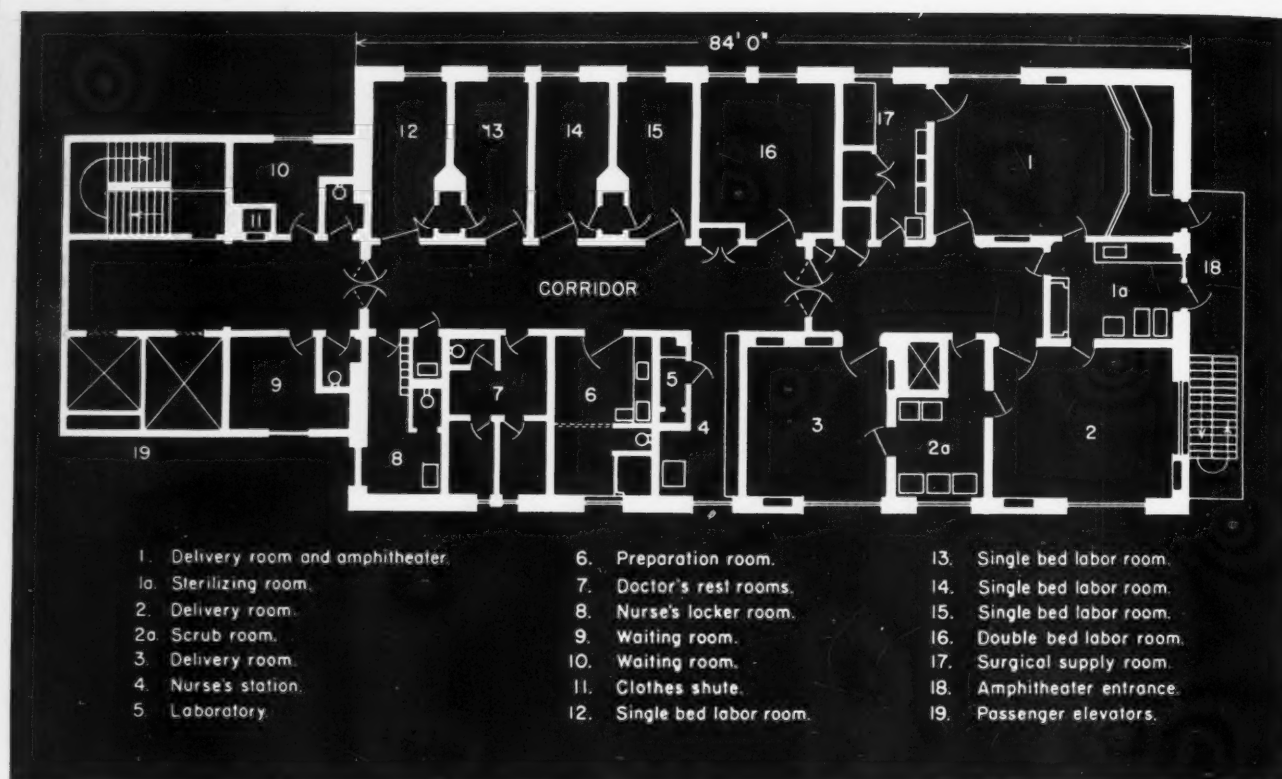 84' 0"
12
13
14
15
16
17
1
10
11
CORRIDOR
1a
18
9
8
7
6
5
4
3
2a
2
19
1. Delivery room and amphitheater.
1a. Sterilizing room.
2. Delivery room.
2a. Scrub room.
3. Delivery room.
4. Nurse's station.
5. Laboratory.
6. Preparation room.
7. Doctor's rest rooms.
8. Nurse's locker room.
9. Waiting room.
10. Waiting room.
11. Clothes shute.
12. Single bed labor room.
13. Single bed labor room.
14. Single bed labor room.
15. Single bed labor room.
16. Double bed labor room.
17. Surgical supply room.
18. Amphitheater entrance.
19. Passenger elevators.